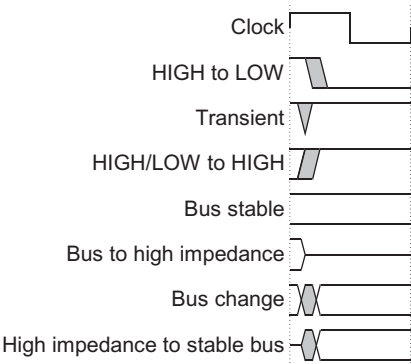 Clock
HIGH to LOW
Transient
HIGH/LOW to HIGH
Bus stable
Bus to high impedance
Bus change
High impedance to stable bus